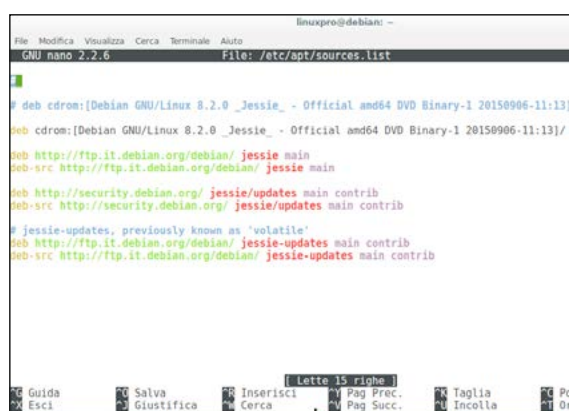 linuxpro@debian: ~
File Modifica Visualizza Cerca Terminale Aiuto
GNU nano 2.2.6 File: /etc/apt/sources.list
#
# deb cdrom:[Debian GNU/Linux 8.2.0 _Jessie_ - Official amd64 DVD Binary-1 20150906-11:13]
deb cdrom:[Debian GNU/Linux 8.2.0 _Jessie_ - Official amd64 DVD Binary-1 20150906-11:13]/
deb http://ftp.it.debian.org/debian/ jessie main
deb-src http://ftp.it.debian.org/debian/ jessie main
deb http://security.debian.org/ jessie/updates main contrib
deb-src http://security.debian.org/ jessie/updates main contrib
# jessie-updates, previously known as 'volatile'
deb http://ftp.it.debian.org/debian/ jessie-updates main contrib
deb-src http://ftp.it.debian.org/debian/ jessie-updates main contrib
[ Lette 15 righe ]
^G Guida ^O Salva ^R Inserisci ^Y Pag Prec. ^K Taglia ^C Po
^X Esci ^J Giustifica ^W Cerca ^V Pag Succ. ^U Incolla ^T Or